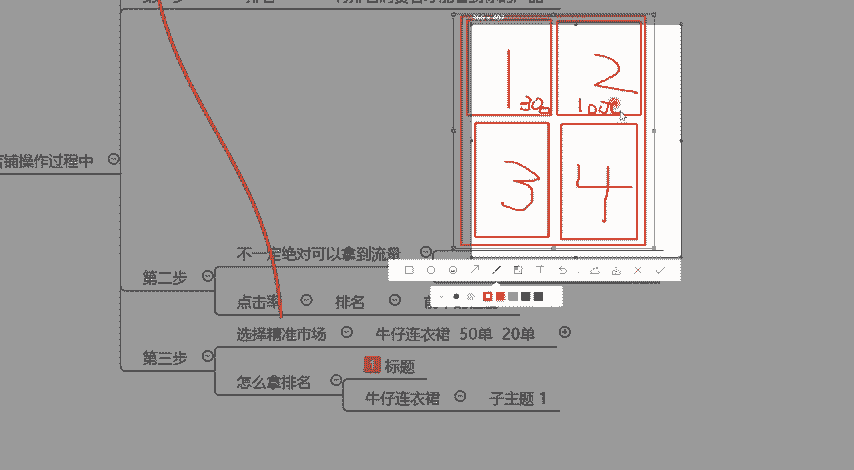 1
2
30
3
4
店铺操作过程中
不一定绝对可以拿到流量
第二步
点击率
排名
选择精准市场
牛仔连衣裙 50单 20单
第三步
标题
怎么拿排名
牛仔连衣裙
子主题 1